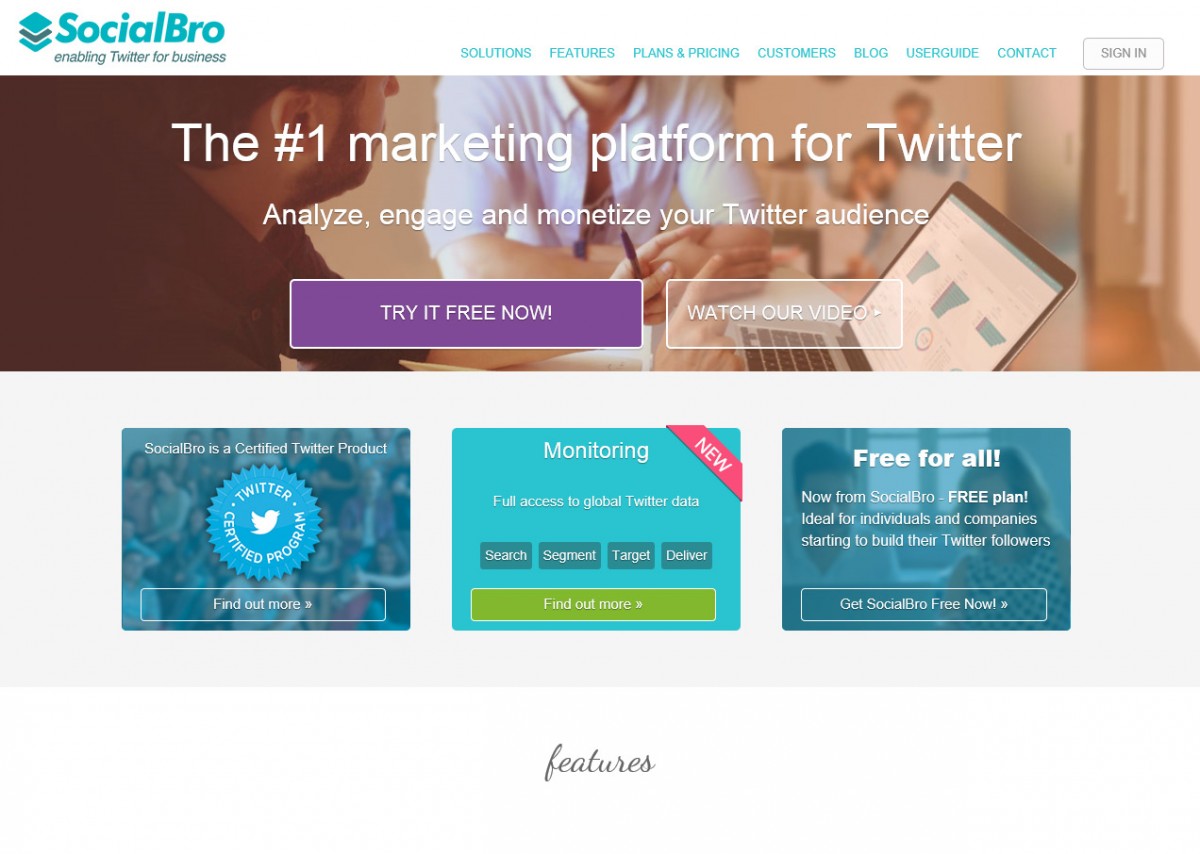 SocialBro
enabling Twitter for business
SOLUTIONS FEATURES PLANS & PRICING CUSTOMERS BLOG USERGUIDE CONTACT SIGN IN
The #1 marketing platform for Twitter
Analyze, engage and monetize your Twitter audience
TRY IT FREE NOW! WATCH OUR VIDEO ▸
SocialBro is a Certified Twitter Product
TWITTER
CERTIFIED PROGRAM
Find out more »
Monitoring
NEW
Full access to global Twitter data
Search Segment Target Deliver
Find out more »
Free for all!
Now from SocialBro - FREE plan!
Ideal for individuals and companies
starting to build their Twitter followers
Get SocialBro Free Now! »
features